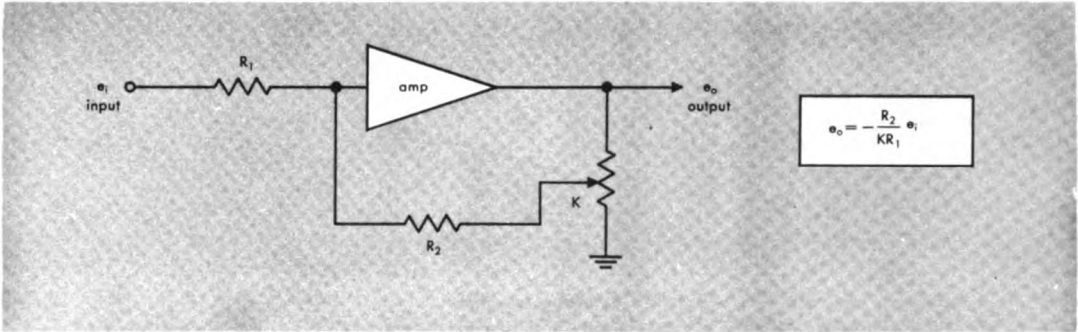 R₁
eᵢ
input
amp
eₒ
output
K
R₂
eₒ = - R₂ / KR₁ eᵢ